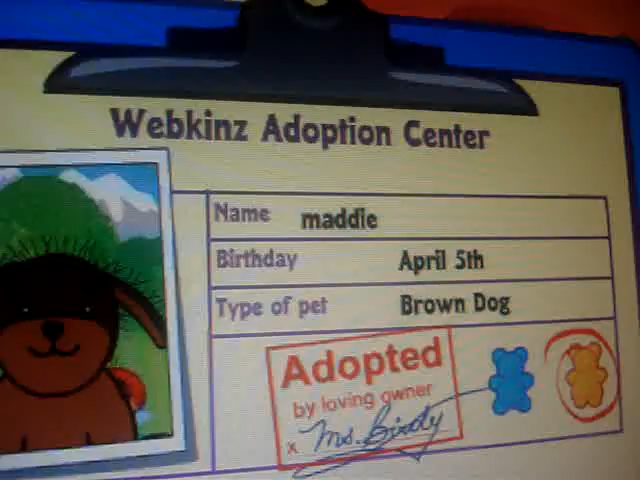 Webkinz Adoption Center
Name maddie
Birthday April 5th
Type of pet Brown Dog
Adopted
by loving owner
x Ms. Birdy